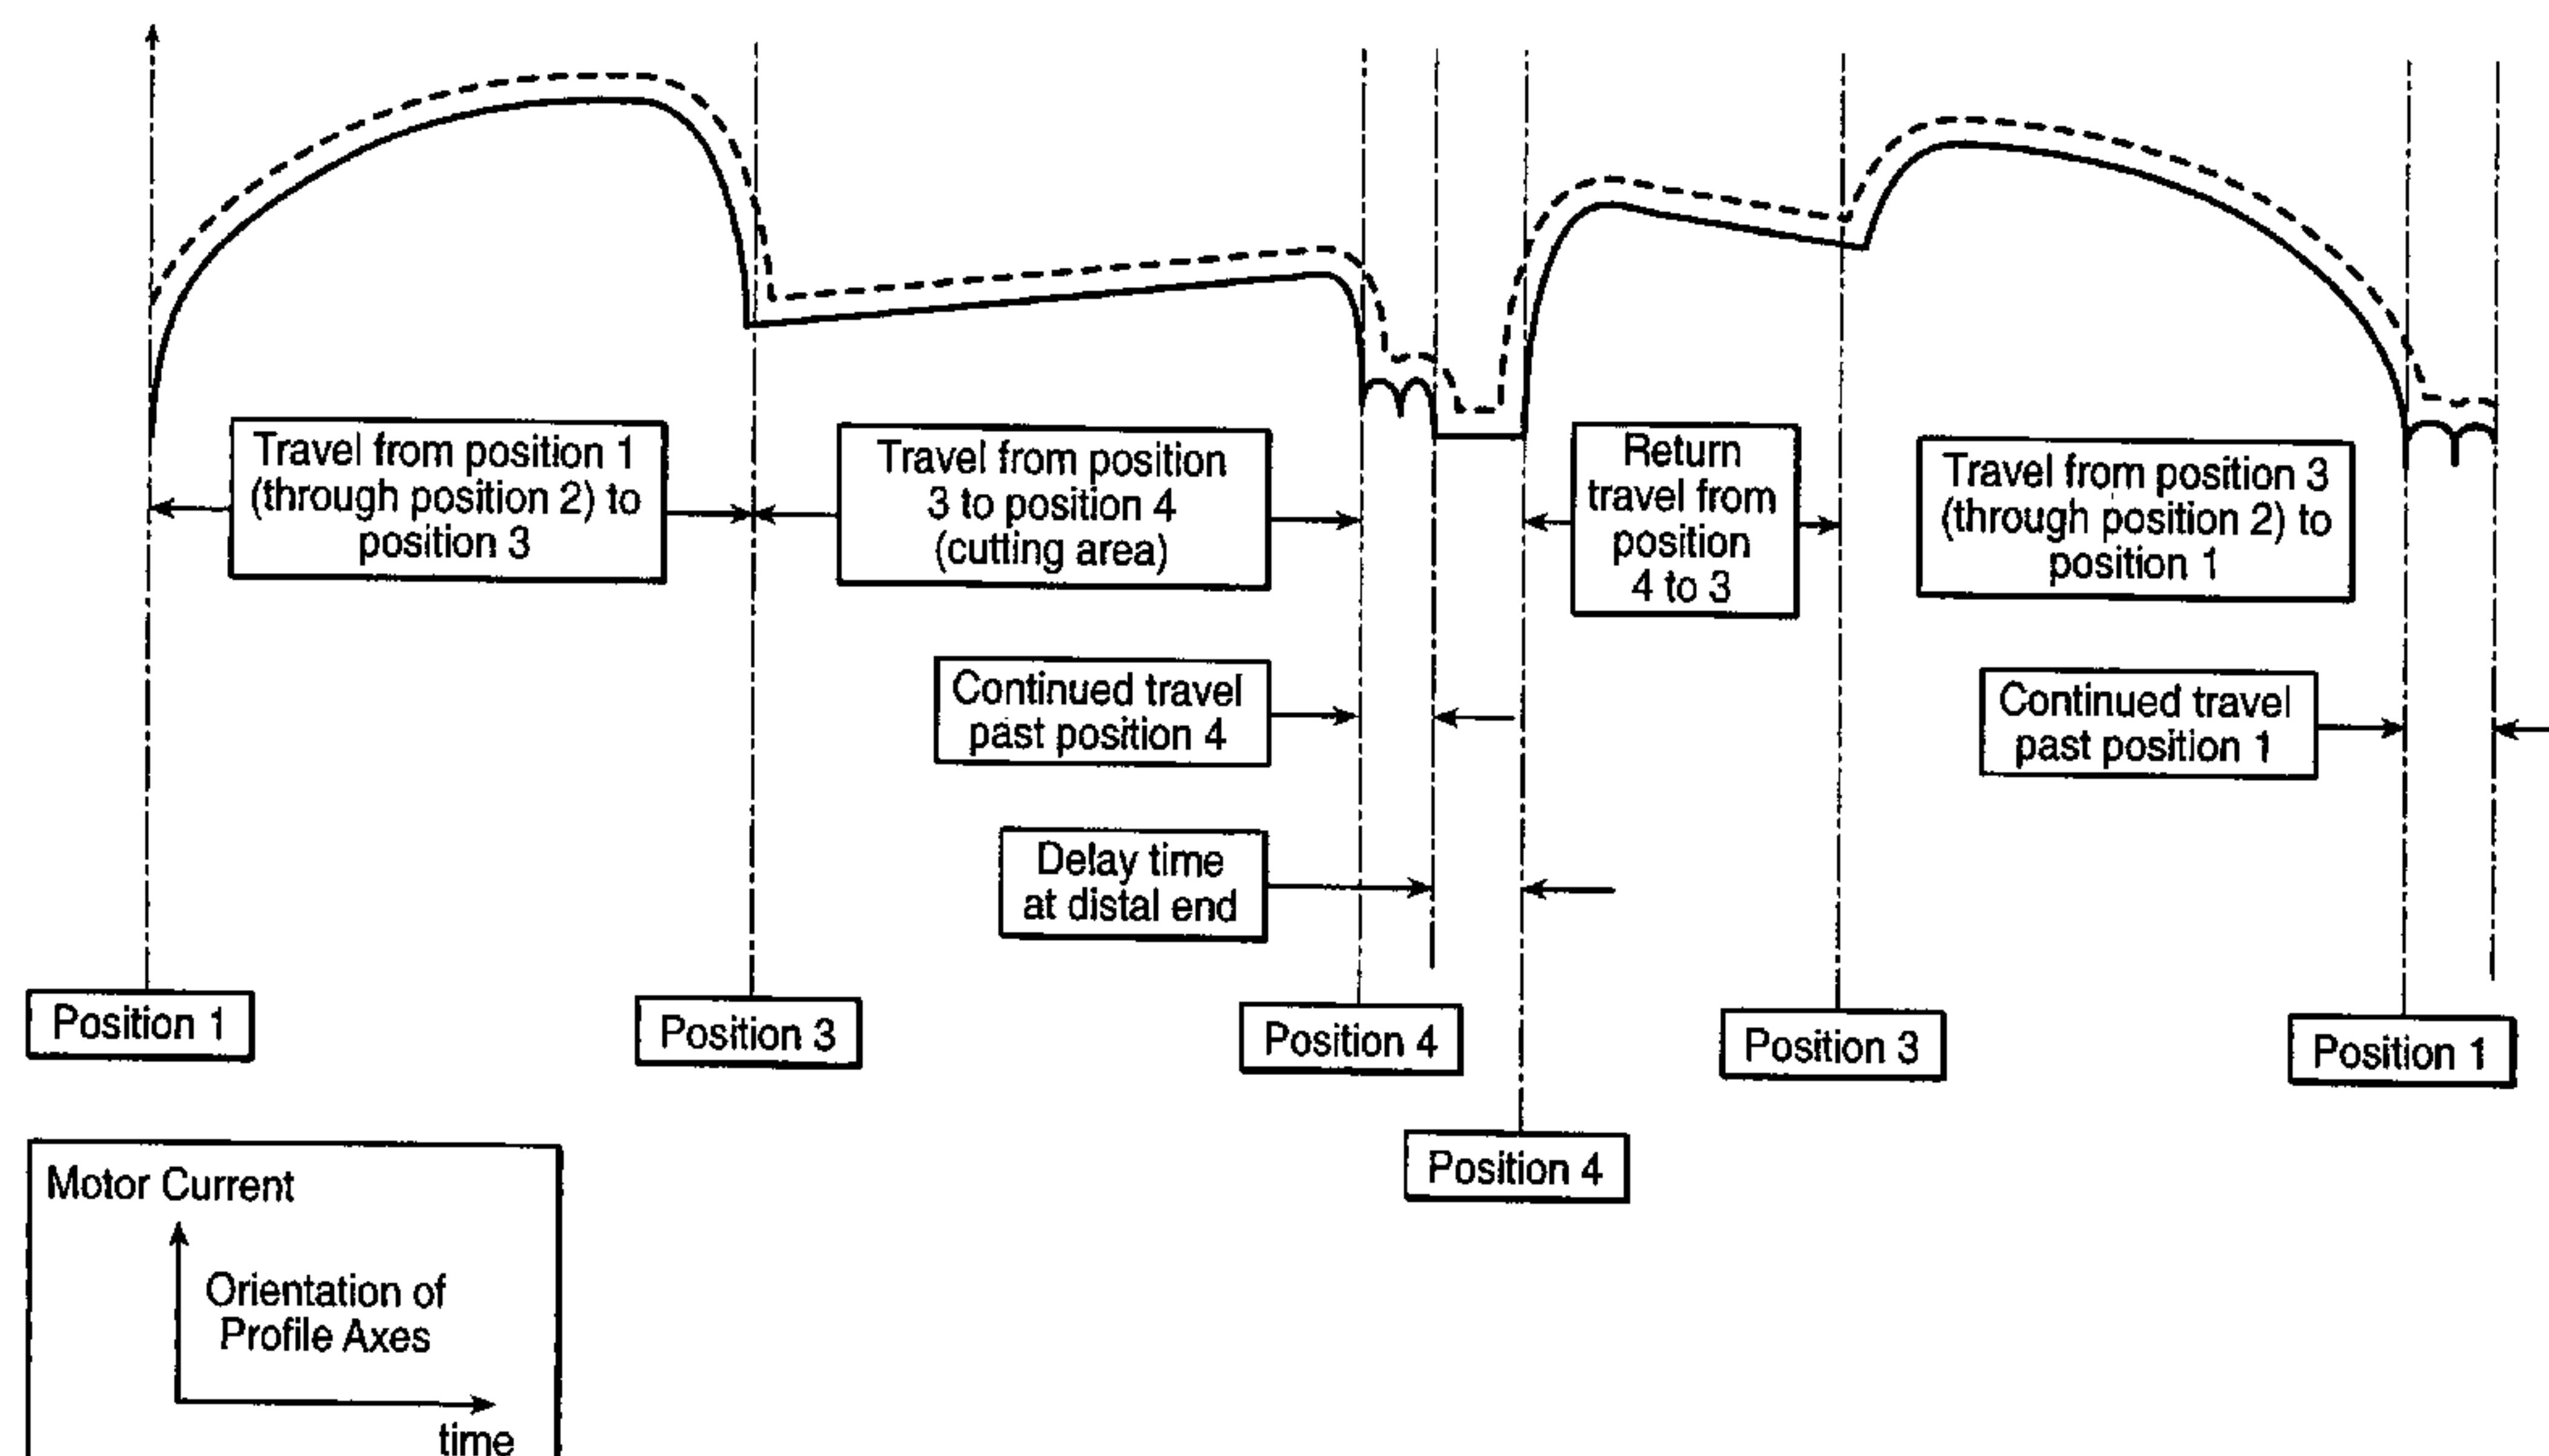 Travel from position 1
(through position 2) to
position 3
Travel from position
3 to position 4
(cutting area)
Return
travel from
position
4 to 3
Travel from position 3
(through position 2) to
position 1
Continued travel
past position 4
Continued travel
past position 1
Delay time
at distal end
Position 1
Position 3
Position 4
Position 3
Position 1
Position 4
Motor Current
Orientation of
Profile Axes
time